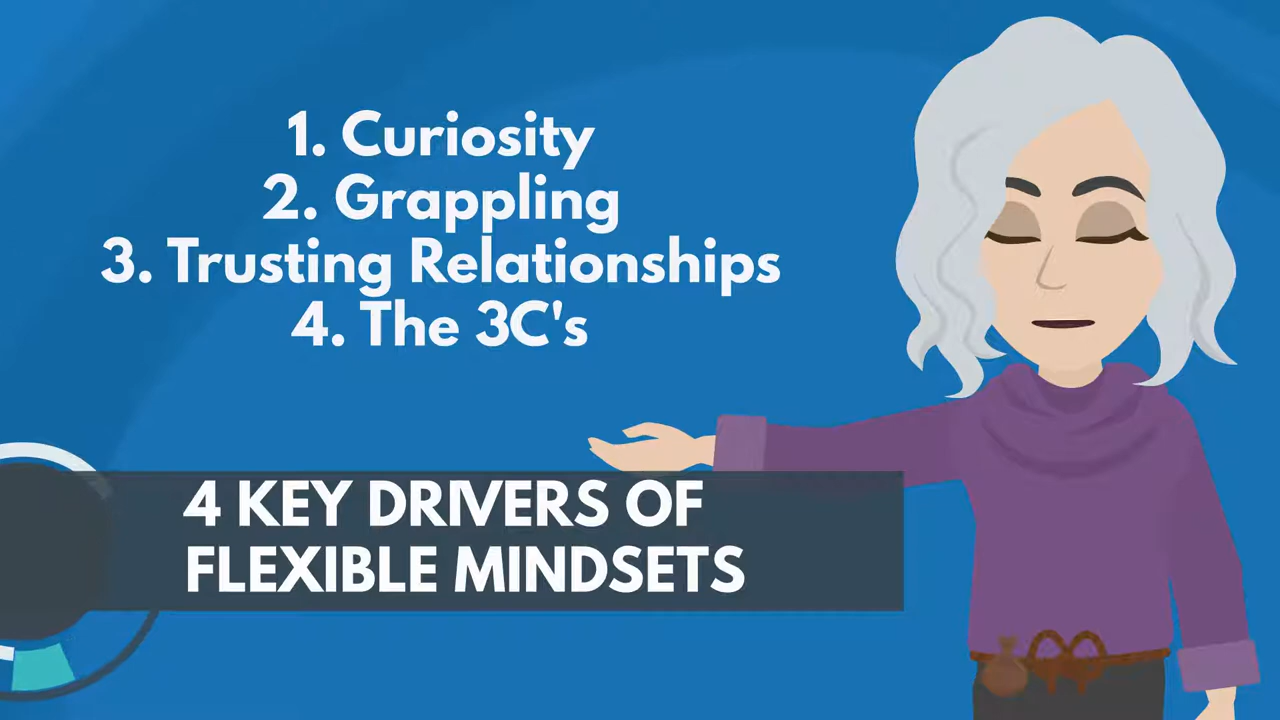 1. Curiosity
2. Grappling
3. Trusting Relationships
4. The 3C's
4 KEY DRIVERS OF
FLEXIBLE MINDSETS